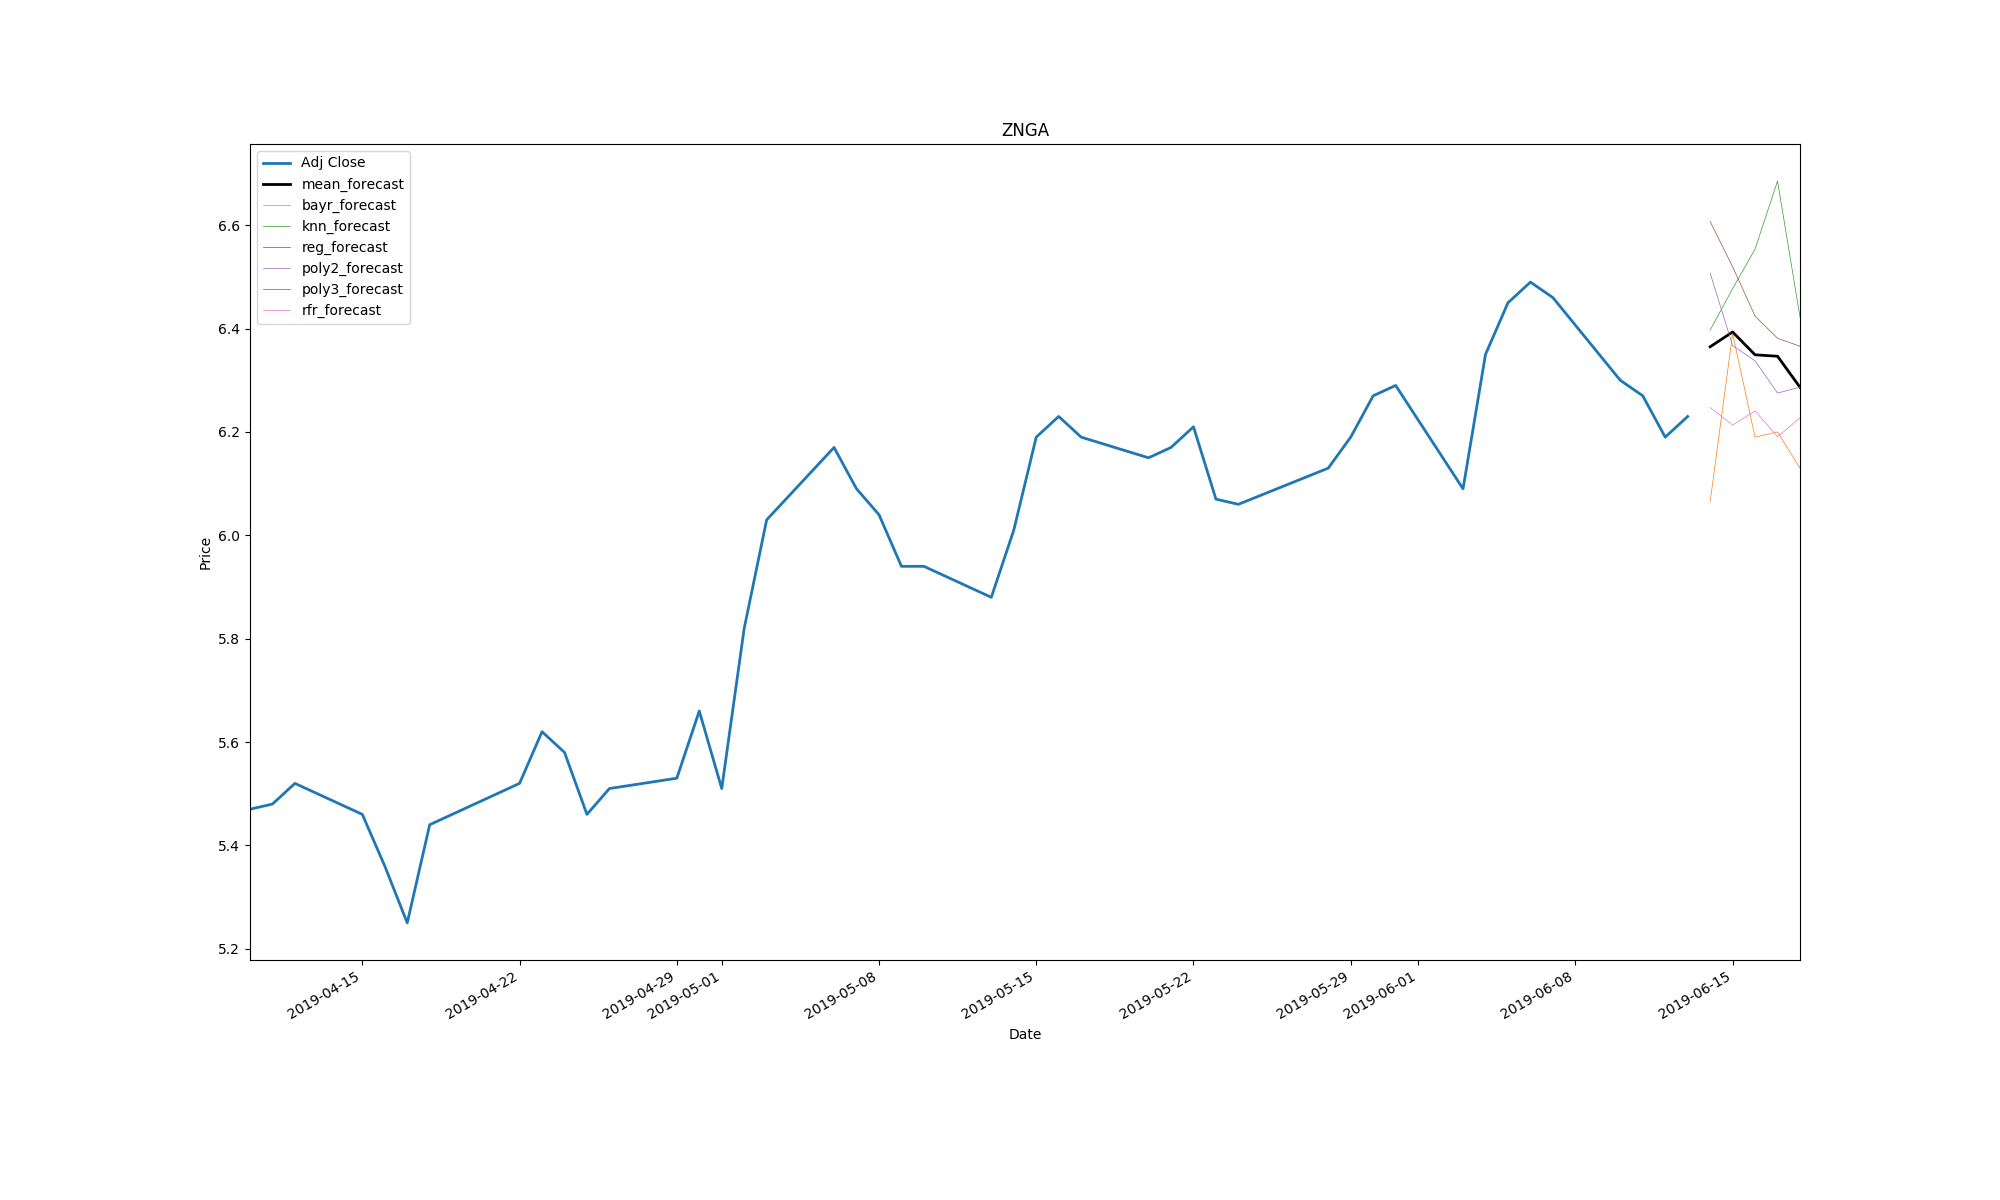 ZNGA
Adj Close
mean_forecast
bayr_forecast
knn_forecast
reg_forecast
poly2_forecast
poly3_forecast
rfr_forecast
6.6
6.4
6.2
6.0
5.8
5.6
5.4
5.2
Price
2019-04-15
2019-04-22
2019-04-29
2019-05-01
2019-05-08
2019-05-15
2019-05-22
2019-05-29
2019-06-01
2019-06-08
2019-06-15
Date